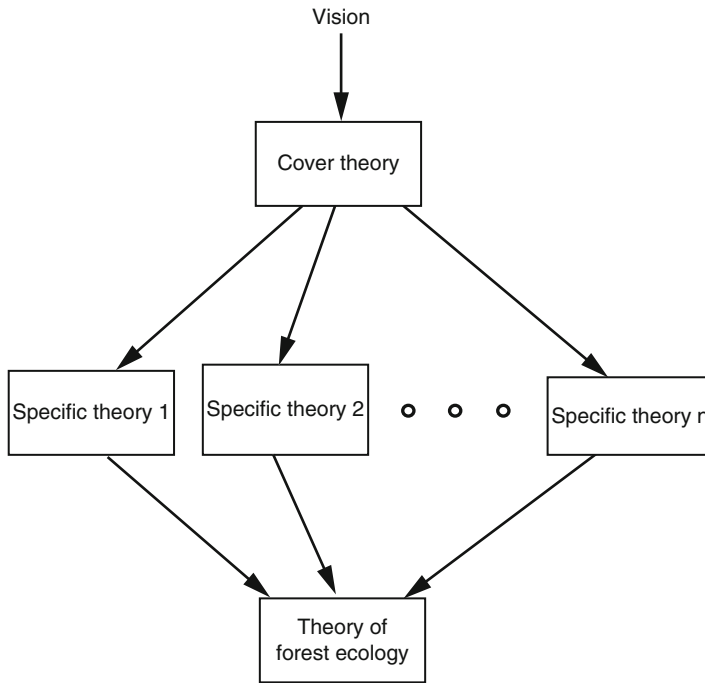 Vision
Cover theory
Specific theory 1
Specific theory 2
Specific theory n
Theory of
forest ecology